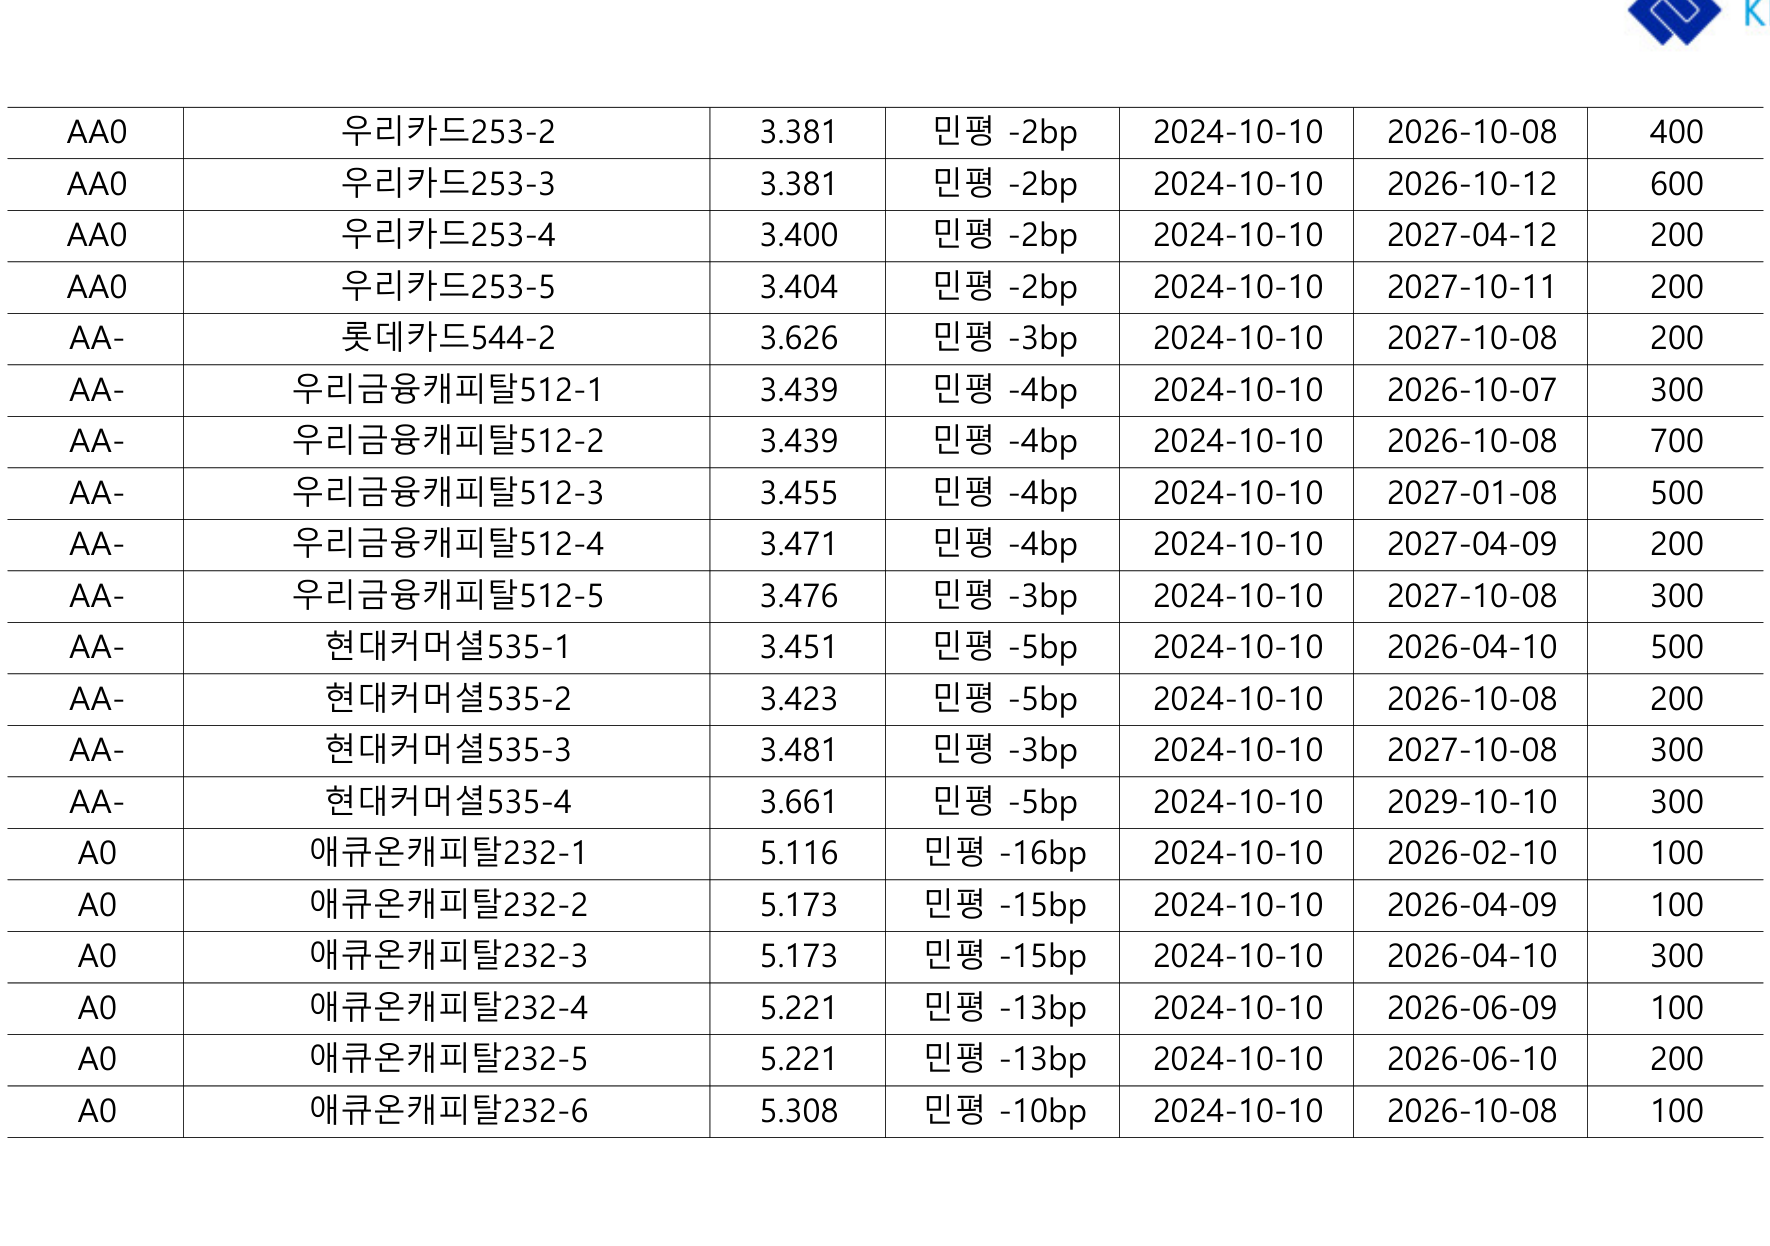 K
AA0 우리카드253-2 3.381 민평 -2bp 2024-10-10 2026-10-08 400
AA0 우리카드253-3 3.381 민평 -2bp 2024-10-10 2026-10-12 600
AA0 우리카드253-4 3.400 민평 -2bp 2024-10-10 2027-04-12 200
AA0 우리카드253-5 3.404 민평 -2bp 2024-10-10 2027-10-11 200
AA- 롯데카드544-2 3.626 민평 -3bp 2024-10-10 2027-10-08 200
AA- 우리금융캐피탈512-1 3.439 민평 -4bp 2024-10-10 2026-10-07 300
AA- 우리금융캐피탈512-2 3.439 민평 -4bp 2024-10-10 2026-10-08 700
AA- 우리금융캐피탈512-3 3.455 민평 -4bp 2024-10-10 2027-01-08 500
AA- 우리금융캐피탈512-4 3.471 민평 -4bp 2024-10-10 2027-04-09 200
AA- 우리금융캐피탈512-5 3.476 민평 -3bp 2024-10-10 2027-10-08 300
AA- 현대커머셜535-1 3.451 민평 -5bp 2024-10-10 2026-04-10 500
AA- 현대커머셜535-2 3.423 민평 -5bp 2024-10-10 2026-10-08 200
AA- 현대커머셜535-3 3.481 민평 -3bp 2024-10-10 2027-10-08 300
AA- 현대커머셜535-4 3.661 민평 -5bp 2024-10-10 2029-10-10 300
A0 애큐온캐피탈232-1 5.116 민평 -16bp 2024-10-10 2026-02-10 100
A0 애큐온캐피탈232-2 5.173 민평 -15bp 2024-10-10 2026-04-09 100
A0 애큐온캐피탈232-3 5.173 민평 -15bp 2024-10-10 2026-04-10 300
A0 애큐온캐피탈232-4 5.221 민평 -13bp 2024-10-10 2026-06-09 100
A0 애큐온캐피탈232-5 5.221 민평 -13bp 2024-10-10 2026-06-10 200
A0 애큐온캐피탈232-6 5.308 민평 -10bp 2024-10-10 2026-10-08 100